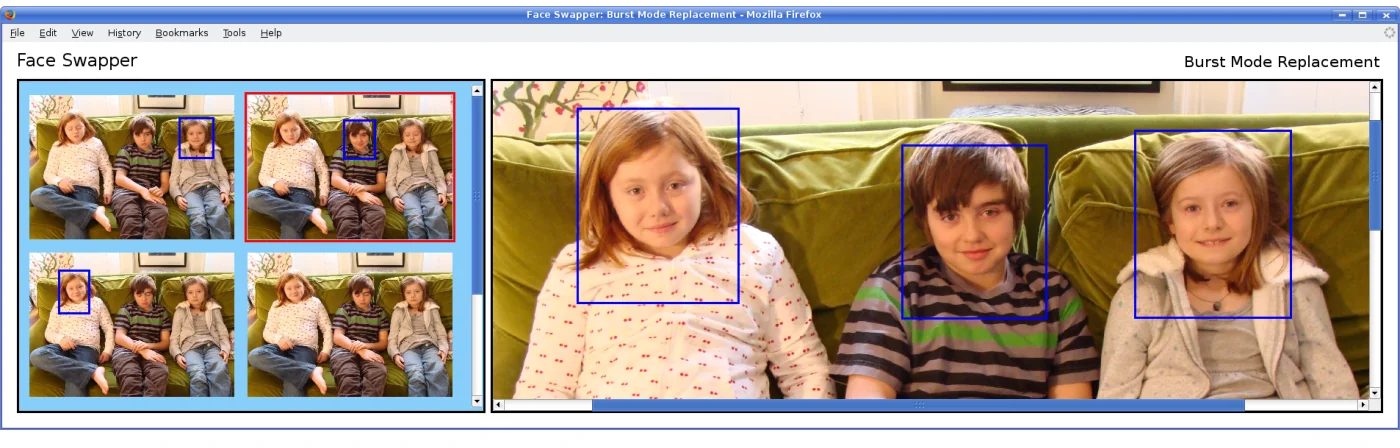 Face Swapper: Burst Mode Replacement - Mozilla Firefox
File Edit View History Bookmarks Tools Help
Face Swapper
Burst Mode Replacement